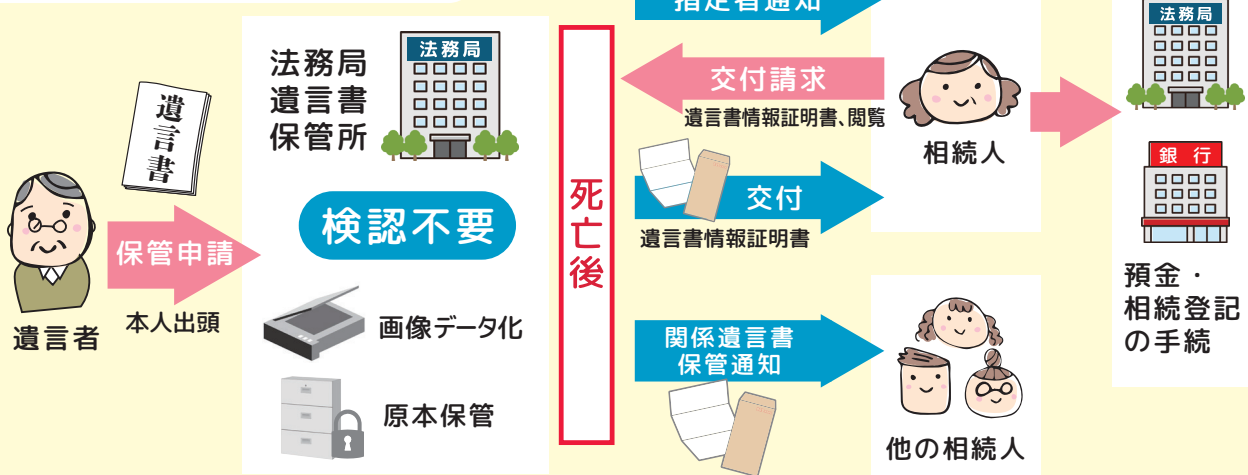 遺言書
遺言者
保管申請
本人出頭
法務局
遺言書
保管所
法務局
検認不要
画像データ化
原本保管
死亡後
指定者通知
交付請求
遺言書情報証明書、閲覧
交付
遺言書情報証明書
関係遺言書
保管通知
相続人
他の相続人
法務局
銀行
預金・
相続登記
の手続